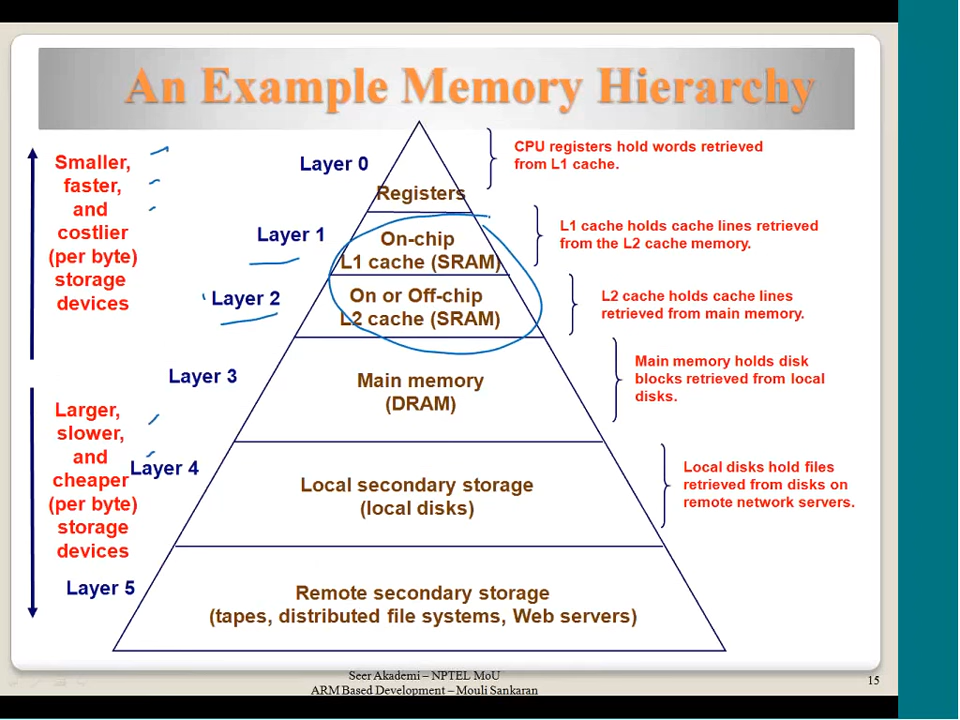 An Example Memory Hierarchy
Smaller,
faster,
and
costlier
(per byte)
storage
devices
Larger,
slower,
and
cheaper
(per byte)
storage
devices
Layer 0
Registers
CPU registers hold words retrieved
from L1 cache.
Layer 1
On-chip
L1 cache (SRAM)
L1 cache holds cache lines retrieved
from the L2 cache memory.
Layer 2
On or Off-chip
L2 cache (SRAM)
L2 cache holds cache lines
retrieved from main memory.
Layer 3
Main memory
(DRAM)
Main memory holds disk
blocks retrieved from local
disks.
Layer 4
Local secondary storage
(local disks)
Local disks hold files
retrieved from disks on
remote network servers.
Layer 5
Remote secondary storage
(tapes, distributed file systems, Web servers)
Seer Akademi – NPTEL MoU
ARM Based Development – Mouli Sankaran
15